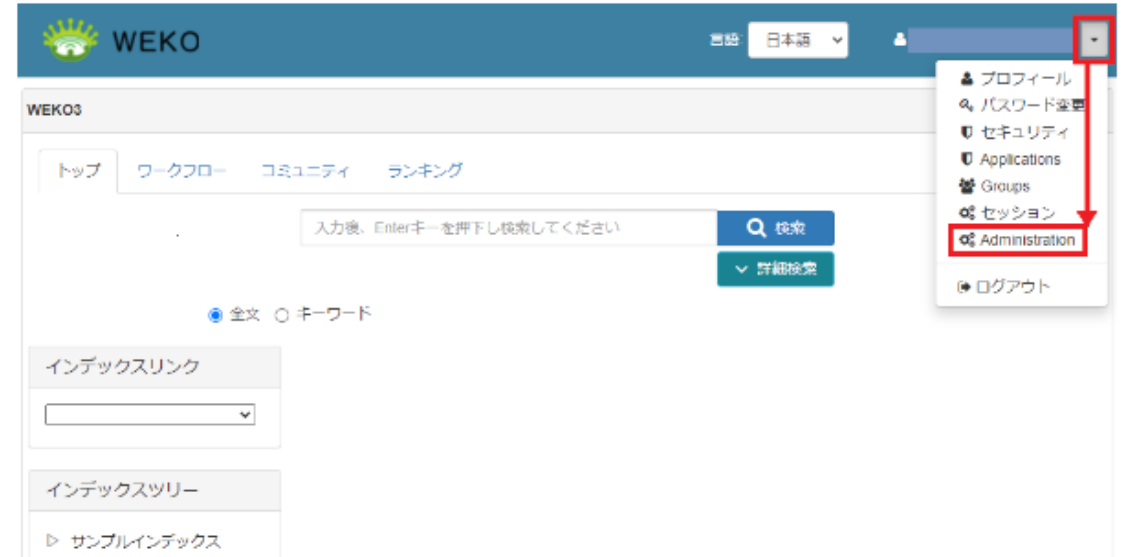 WEKO
言語 日本語
プロフィール
パスワード変更
セキュリティ
Applications
Groups
セッション
Administration
ログアウト
WEKO3
トップ ワークフロー コミュニティ ランキング
入力後、Enterキーを押下し検索してください 検索
詳細検索
全文 キーワード
インデックスリンク
インデックスツリー
サンプルインデックス